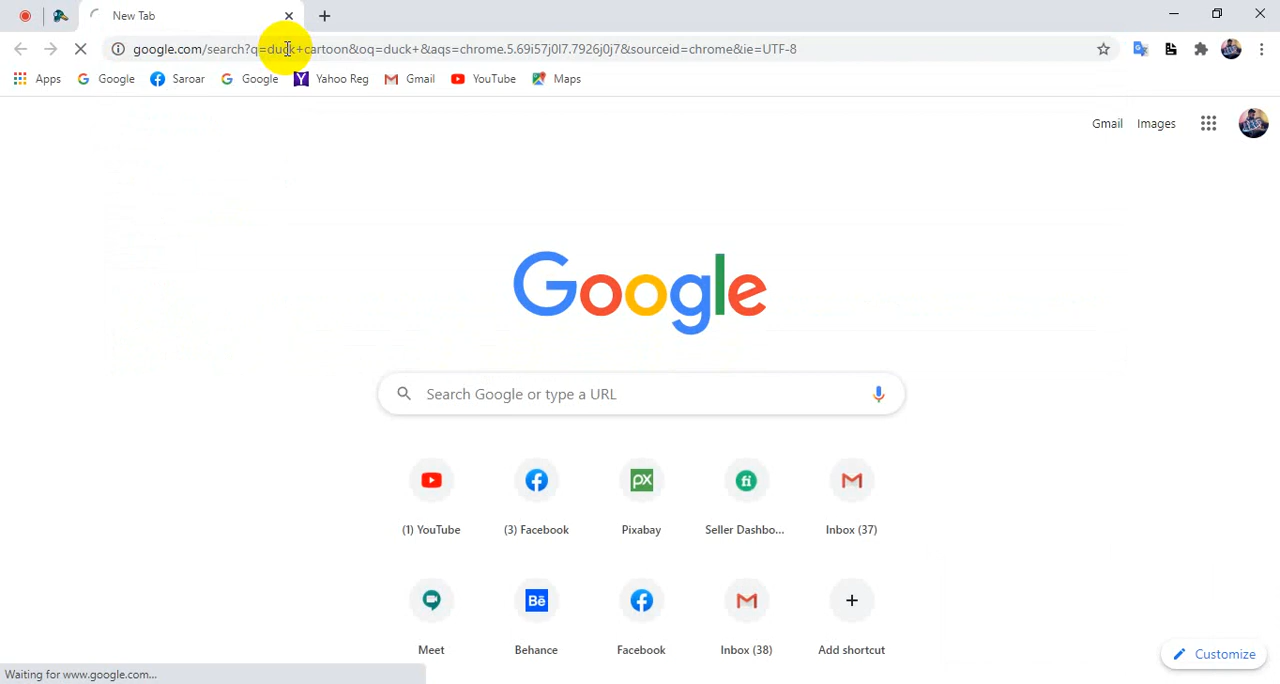 New Tab
google.com/search?q=duck+cartoon&oq=duck+&aqs=chrome.5.69i57j0l7.7926j0j7&sourceid=chrome&ie=UTF-8
Apps Google Saroar Google Yahoo Reg Gmail YouTube Maps
Gmail Images
Google
Search Google or type a URL
(1) YouTube (3) Facebook Pixabay Seller Dashbo... Inbox (37)
Meet Behance Facebook Inbox (38) Add shortcut
Customize
Waiting for www.google.com...